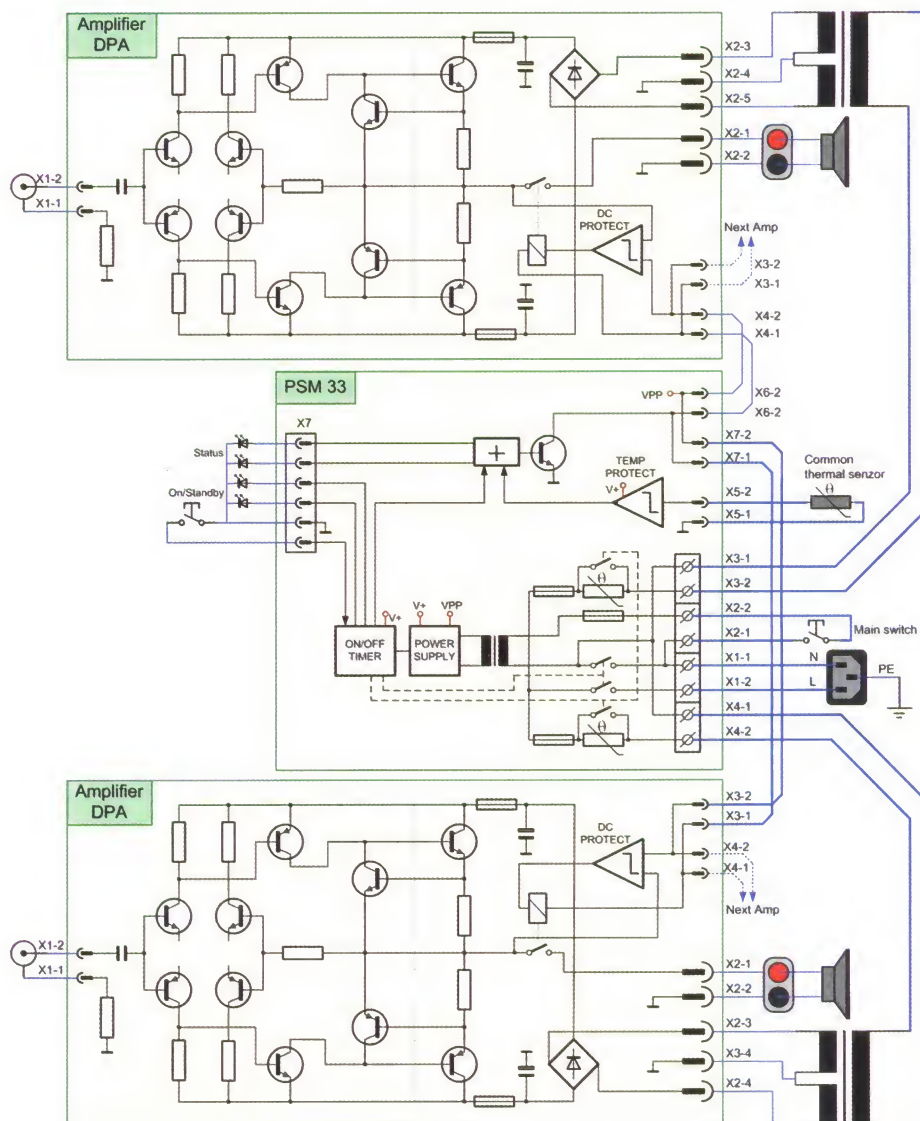 Amplifier
DPA
X2-3
X2-4
X2-5
X2-1
X2-2
X1-2
X1-1
DC
PROTECT
Next Amp
X3-2
X3-1
X4-2
X4-1
PSM 33
VPP
X6-2
X6-2
X7
X7-2
X7-1
Status
+
TEMP
PROTECT
V+
Common
thermal senzor
θ
X5-2
X5-1
On/Standby
X3-1
X3-2
θ
X2-2
X2-1
Main switch
V+
V+
VPP
ON/OFF
TIMER
POWER
SUPPLY
X1-1
N
X1-2
L
PE
X4-1
X4-2
θ
Amplifier
DPA
X3-2
X3-1
DC
PROTECT
X4-2
X4-1
Next Amp
X1-2
X1-1
X2-1
X2-2
X2-3
X3-4
X2-4